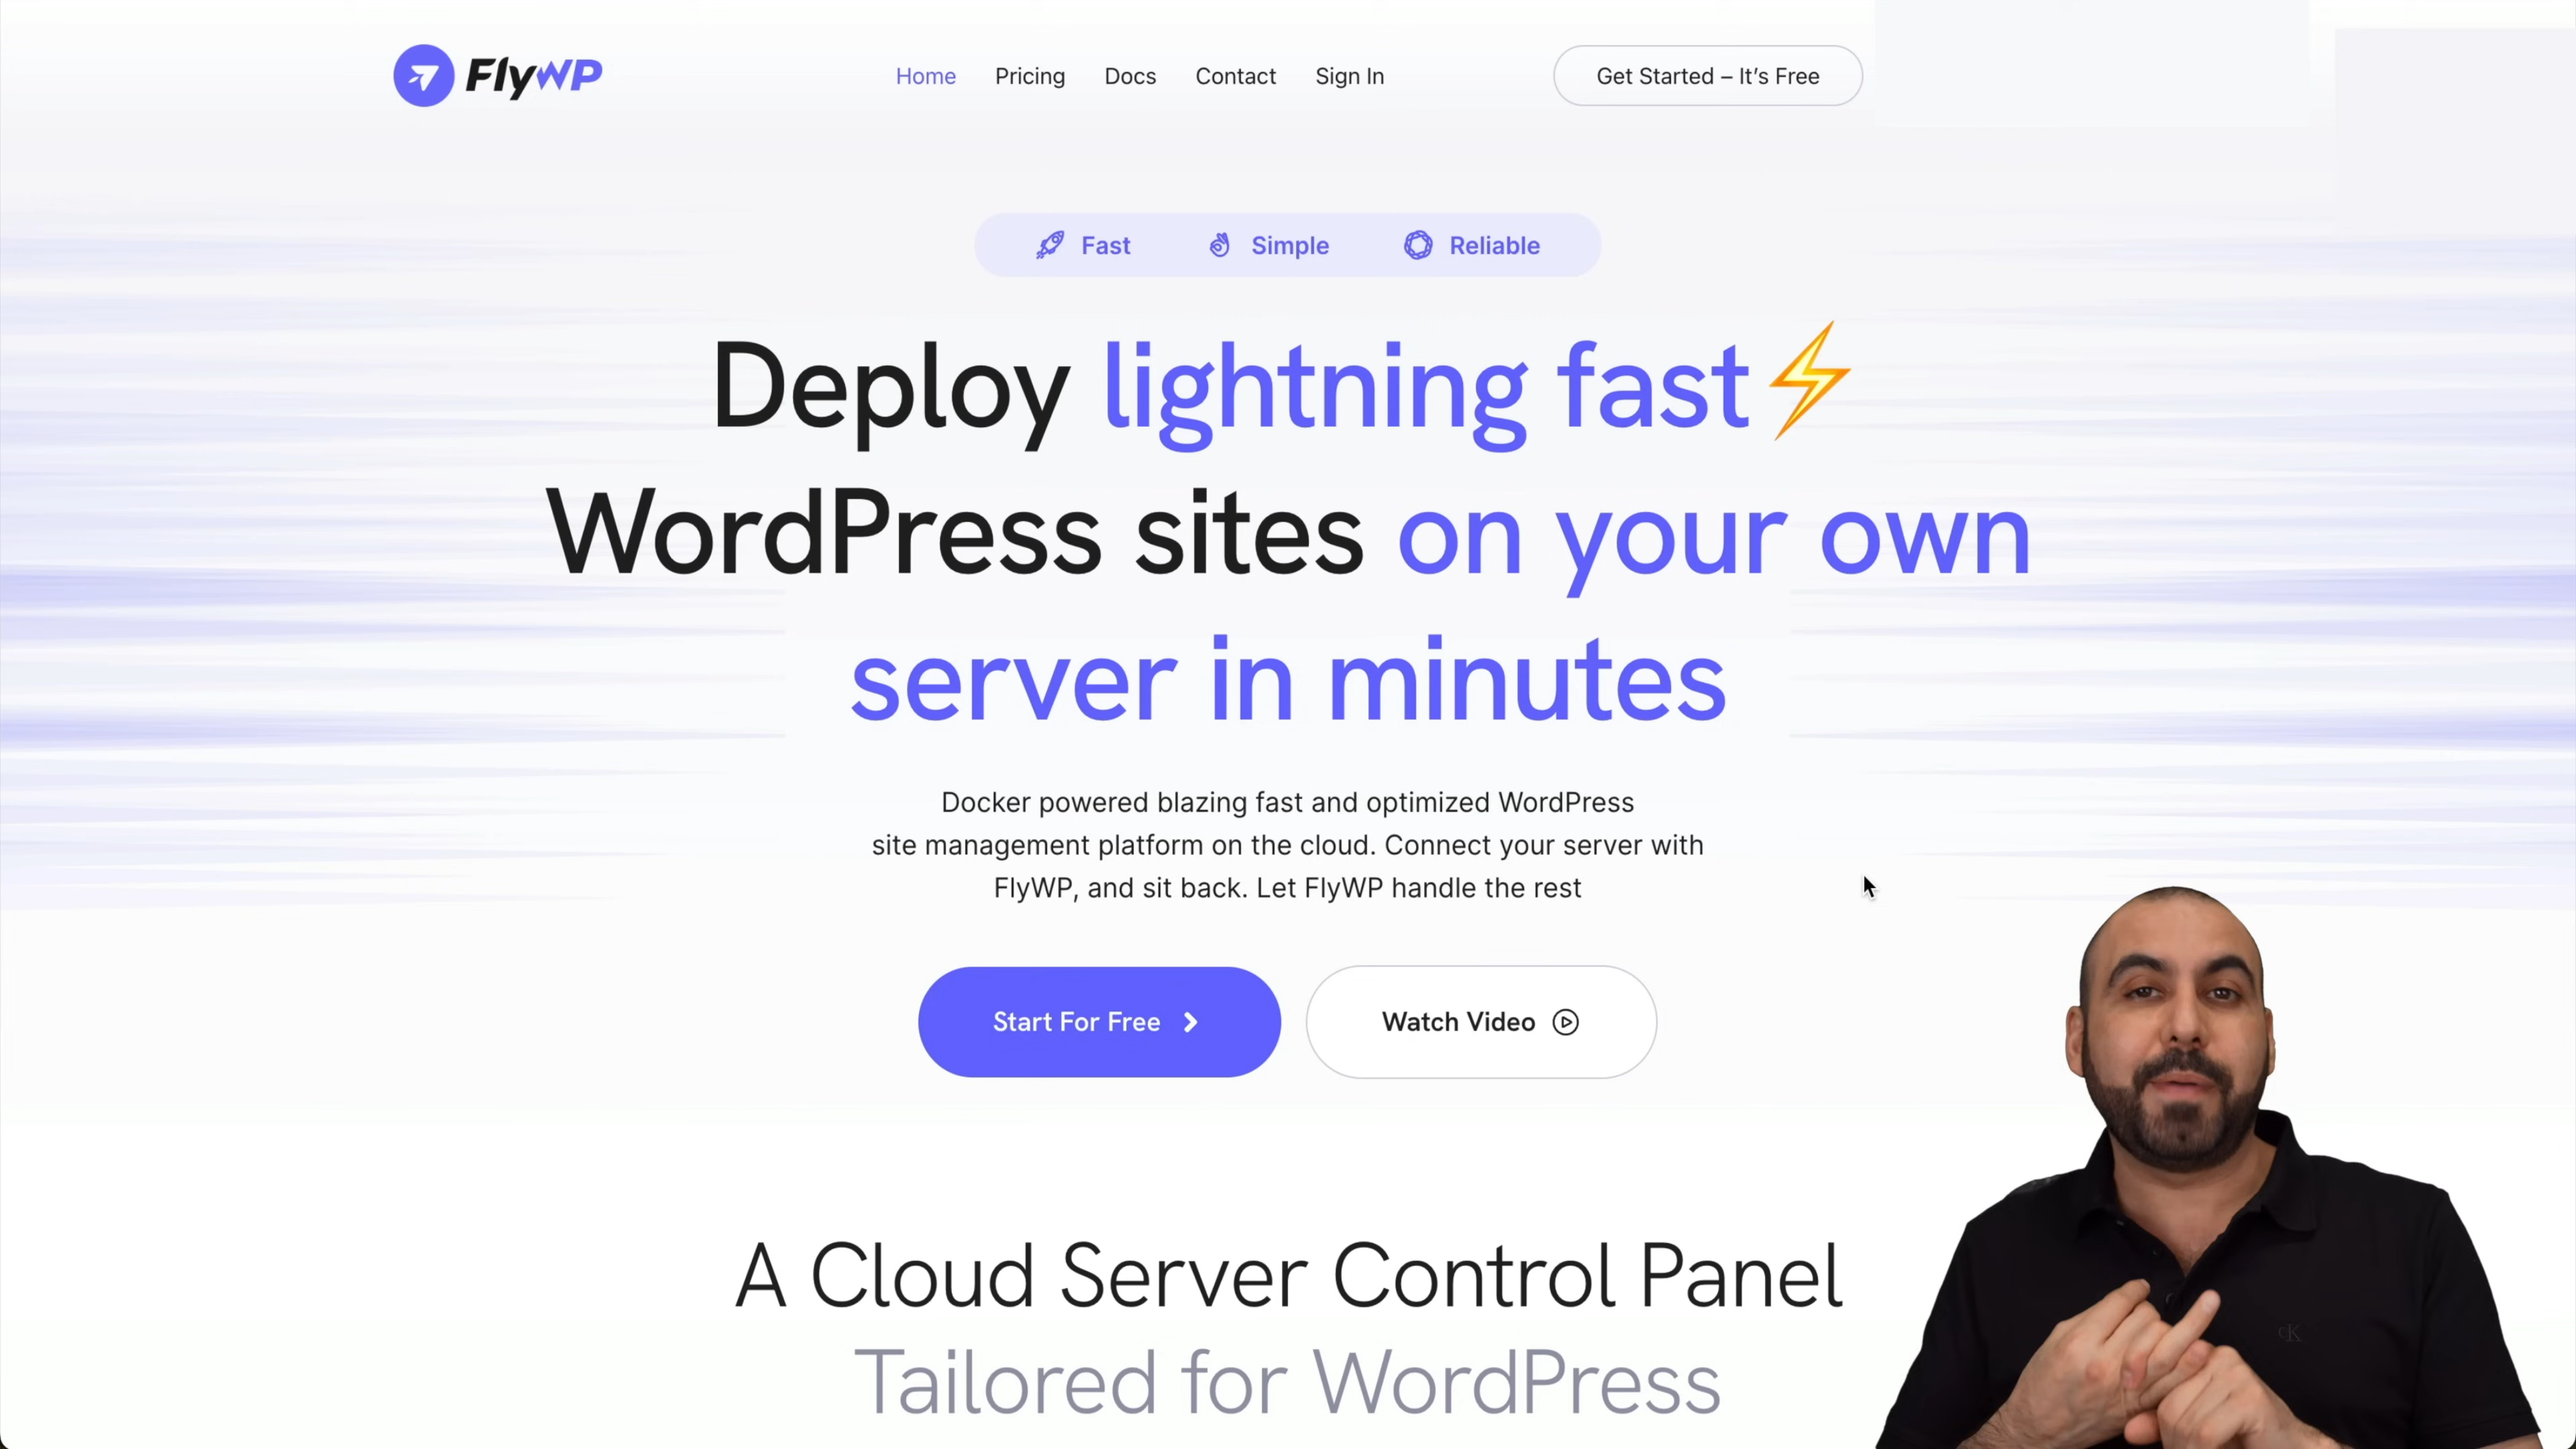 FlyWP
Home
Pricing
Docs
Contact
Sign In
Get Started – It’s Free
Fast
Simple
Reliable
Deploy lightning fast⚡
WordPress sites on your own
server in minutes
Docker powered blazing fast and optimized WordPress
site management platform on the cloud. Connect your server with
FlyWP, and sit back. Let FlyWP handle the rest
Start For Free
Watch Video
A Cloud Server Control Panel
Tailored for WordPress
cK